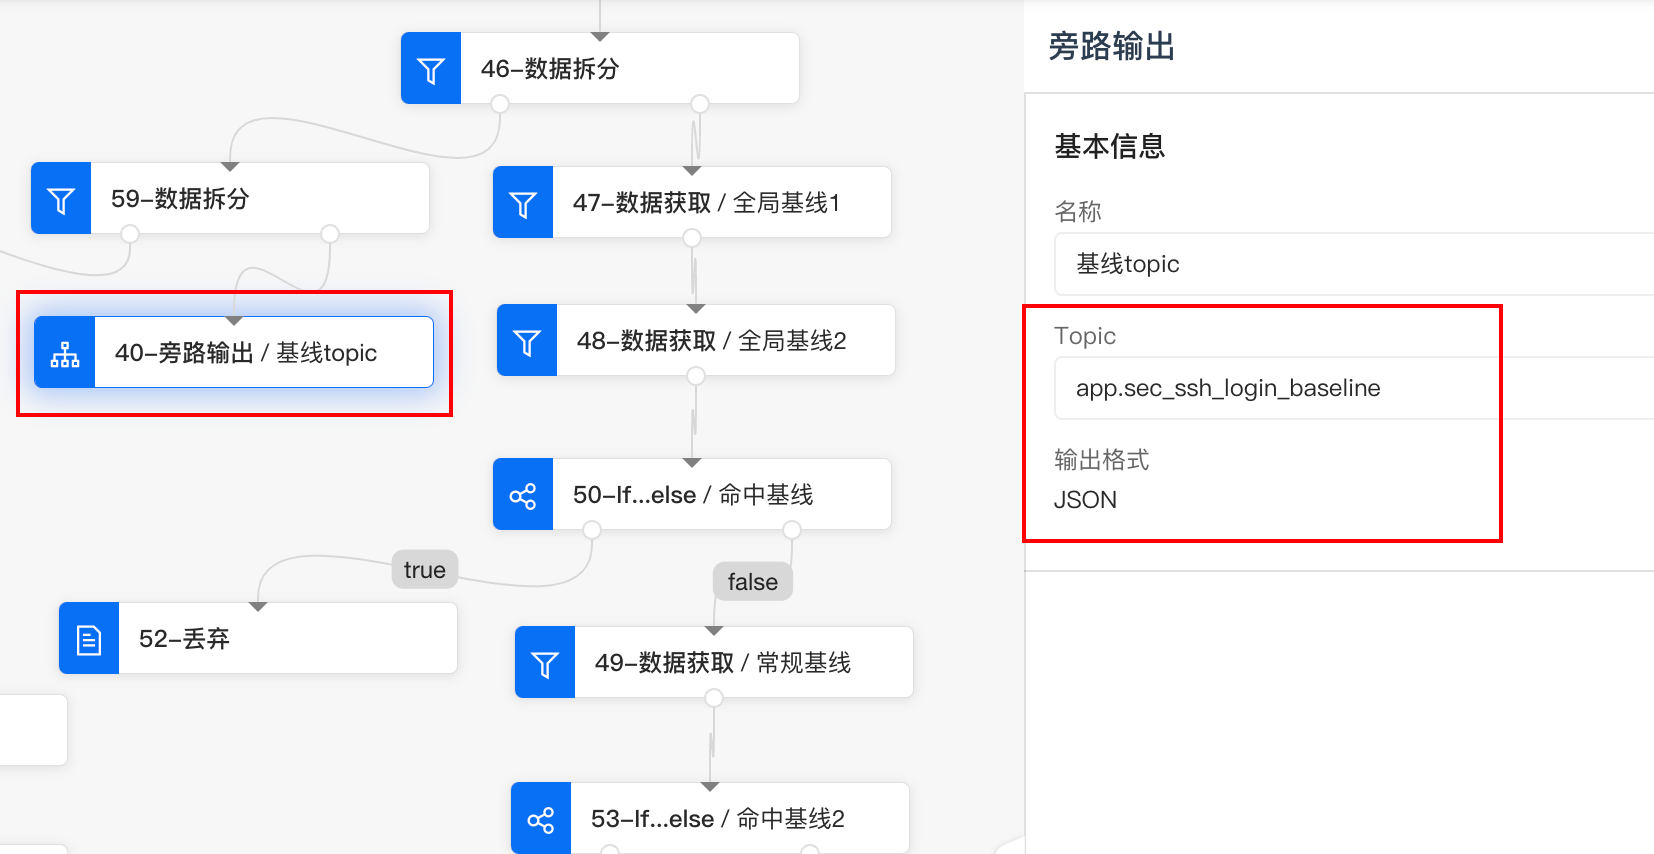 46-数据拆分
59-数据拆分
47-数据获取 / 全局基线1
40-旁路输出 / 基线topic
48-数据获取 / 全局基线2
50-If...else / 命中基线
true
false
52-丢弃
49-数据获取 / 常规基线
53-If...else / 命中基线2
旁路输出
基本信息
名称
基线topic
Topic
app.sec_ssh_login_baseline
输出格式
JSON